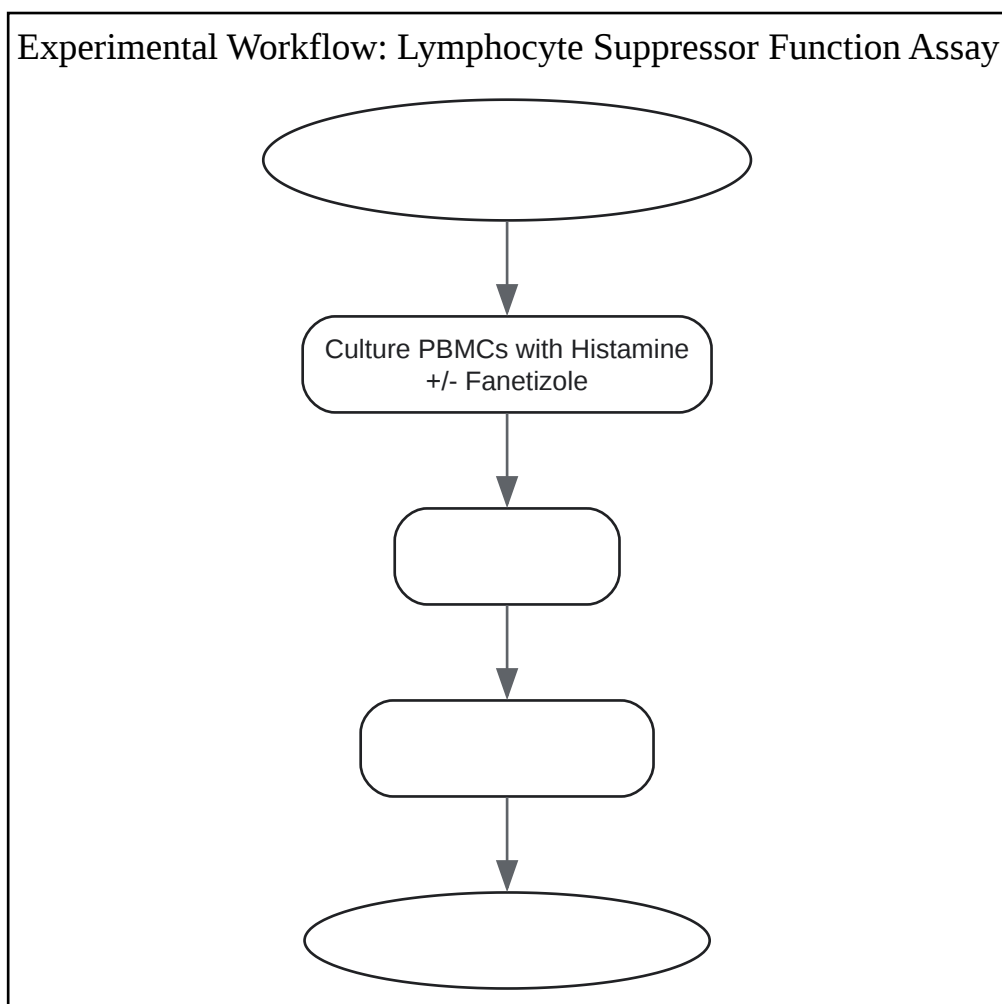 Experimental Workflow: Lymphocyte Suppressor Function Assay
Culture PBMCs with Histamine
+/- Fanetizole